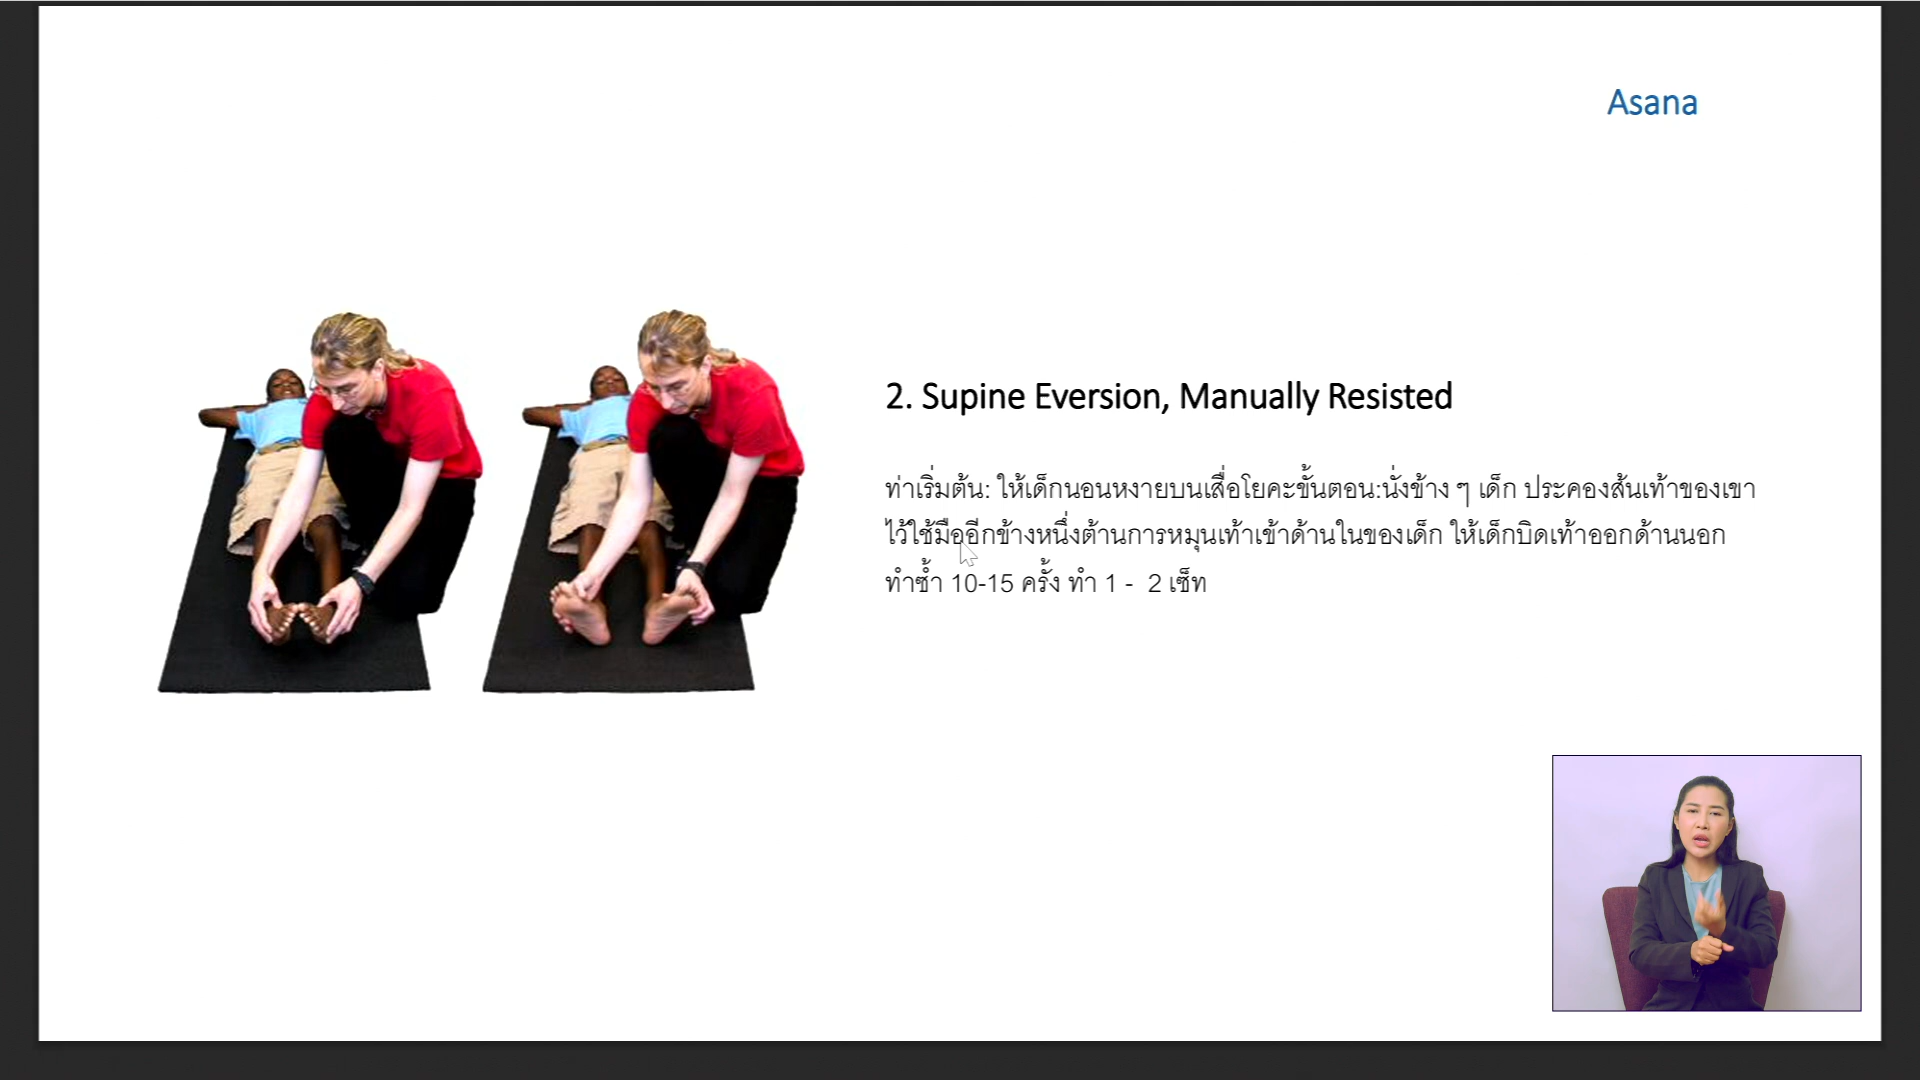 Asana
2. Supine Eversion, Manually Resisted
ท่าเริ่มต้น: ให้เด็กนอนหงายบนเสื่อโยคะขั้นตอน:นั่งข้าง ๆ เด็ก ประคองส้นเท้าของเขา
ไว้ใช้มืออีกข้างหนึ่งต้านการหมุนเท้าเข้าด้านในของเด็ก ให้เด็กบิดเท้าออกด้านนอก
ทำซ้ำ 10-15 ครั้ง ทำ 1 - 2 เซ็ท